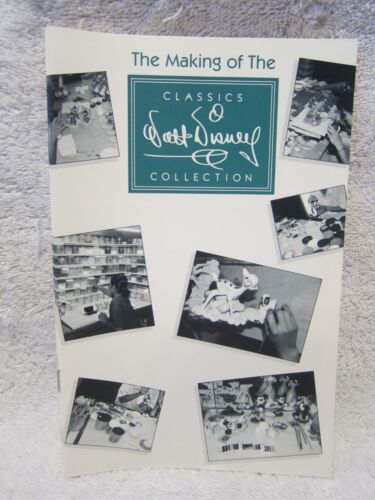 The Making of The
CLASSICS
Walt Disney
COLLECTION